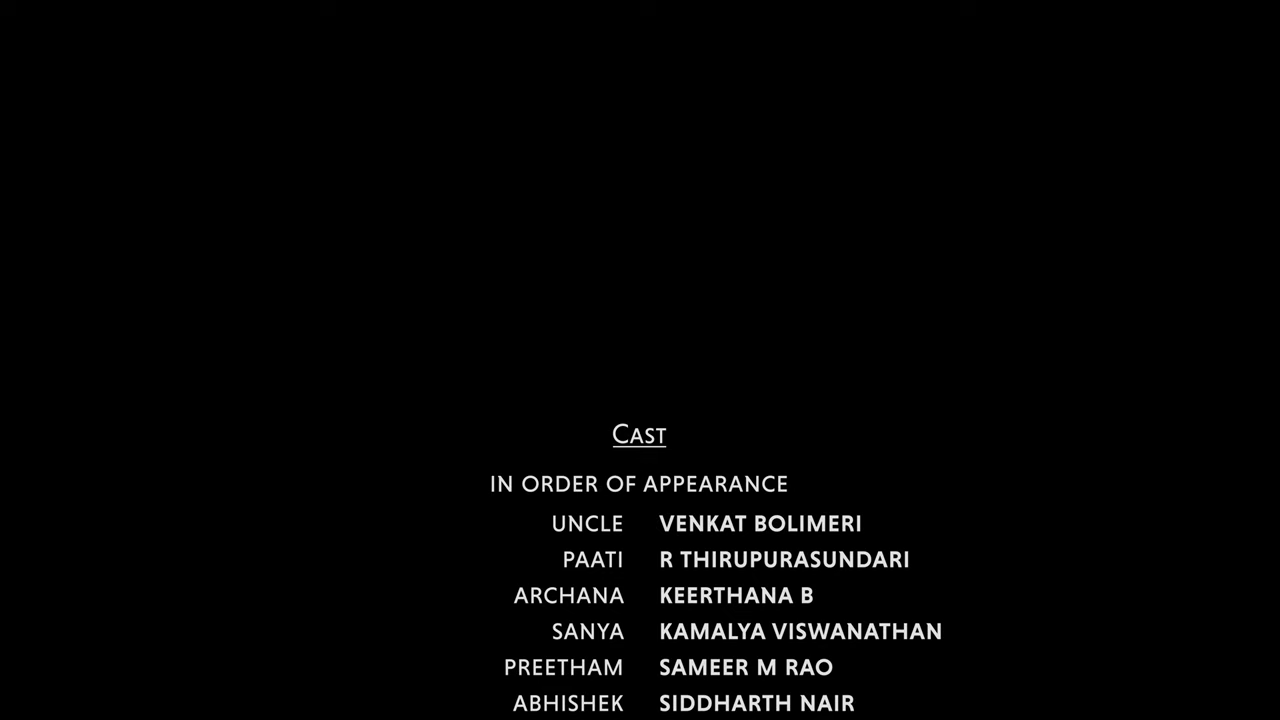 Cast
IN ORDER OF APPEARANCE
UNCLE VENKAT BOLIMERI
PAATI R THIRUPURASUNDARI
ARCHANA KEERTHANA B
SANYA KAMALYA VISWANATHAN
PREETHAM SAMEER M RAO
ABHISHEK SIDDHARTH NAIR